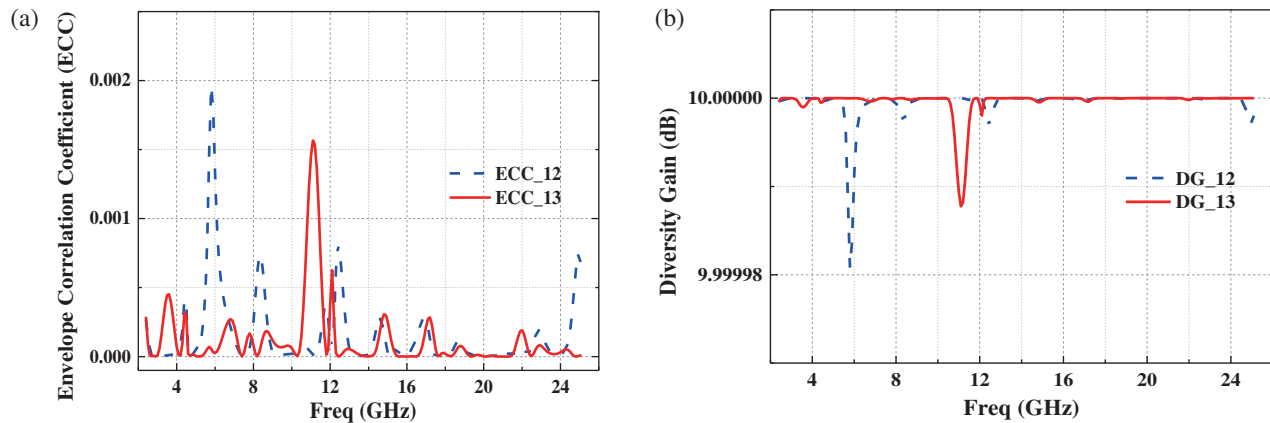 (a)
Envelope Correlation Coefficient (ECC)
0.002
0.001
0.000
ECC_12
ECC_13
4 8 12 16 20 24
Freq (GHz)
(b)
Diversity Gain (dB)
10.00000
9.99998
DG_12
DG_13
4 8 12 16 20 24
Freq (GHz)